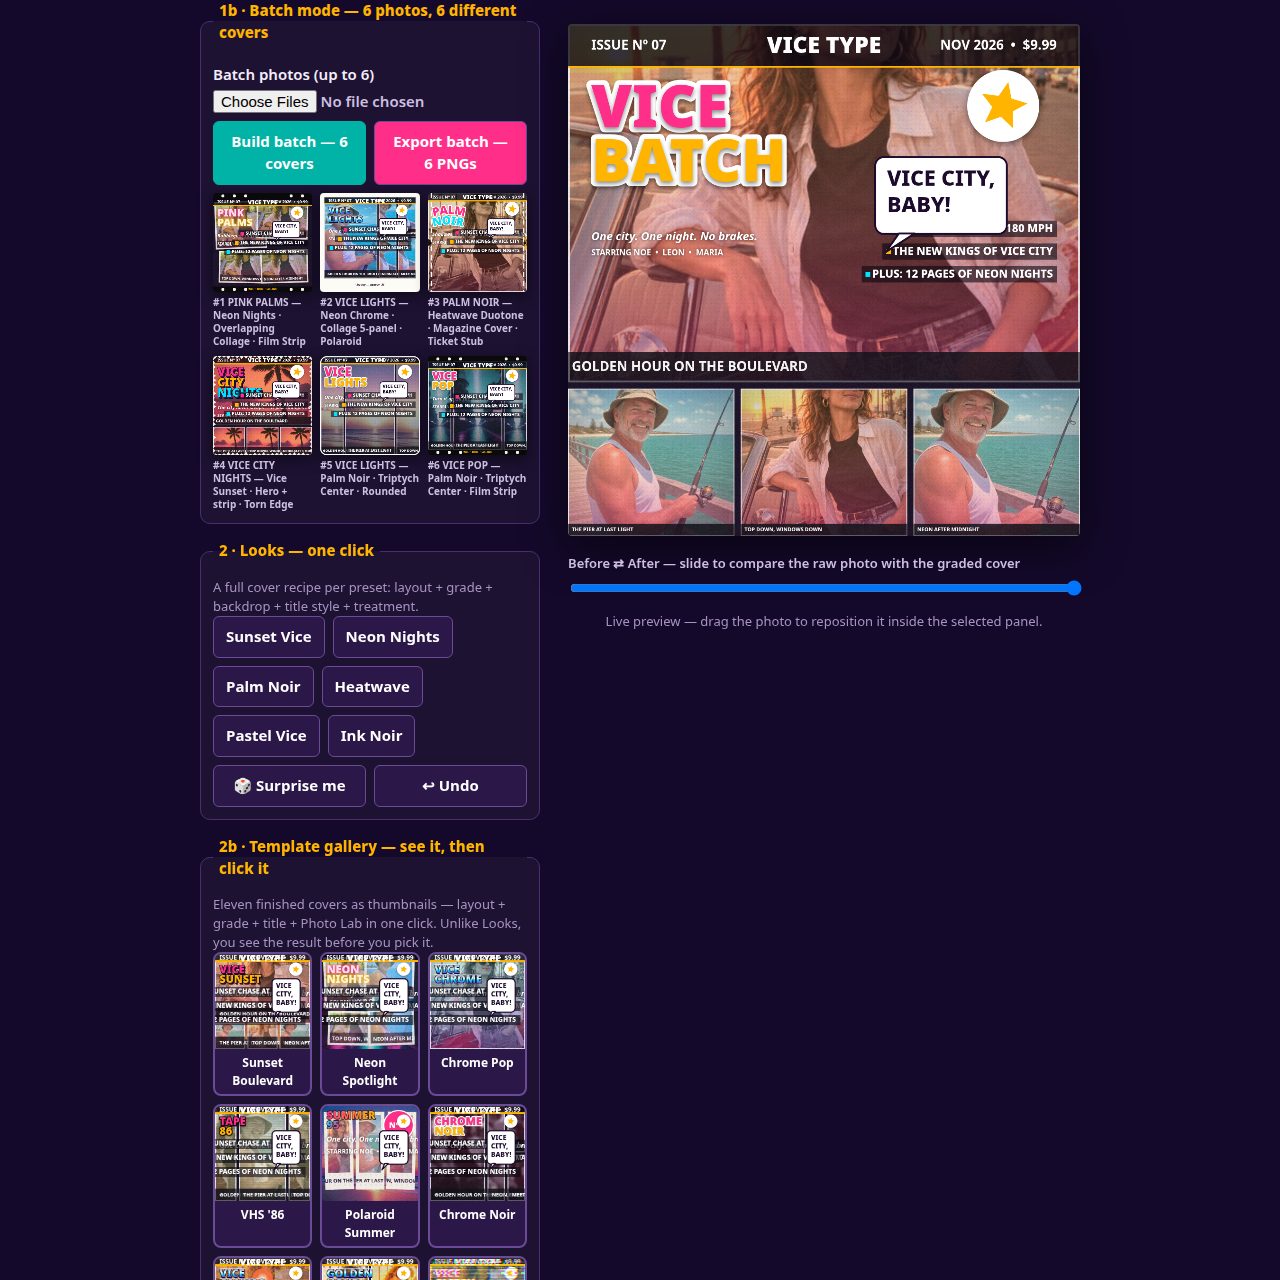 1b · Batch mode — 6 photos, 6 different
covers
Batch photos (up to 6)
Choose Files No file chosen
Build batch — 6
covers
Export batch —
6 PNGs
#1 PINK PALMS —
Neon Nights ·
Overlapping
Collage · Film Strip
#2 VICE LIGHTS —
Neon Chrome ·
Collage 5-panel ·
Polaroid
#3 PALM NOIR —
Heatwave Duotone
· Magazine Cover ·
Ticket Stub
#4 VICE CITY
NIGHTS — Vice
Sunset · Hero +
strip · Torn Edge
#5 VICE LIGHTS —
Palm Noir · Triptych
Center · Rounded
#6 VICE POP —
Palm Noir · Triptych
Center · Film Strip
2 · Looks — one click
A full cover recipe per preset: layout + grade +
backdrop + title style + treatment.
Sunset Vice
Neon Nights
Palm Noir
Heatwave
Pastel Vice
Ink Noir
🎲 Surprise me
↩ Undo
2b · Template gallery — see it, then
click it
Eleven finished covers as thumbnails — layout +
grade + title + Photo Lab in one click. Unlike Looks,
you see the result before you pick it.
Sunset
Boulevard
Neon
Spotlight
Chrome Pop
VHS '86
Polaroid
Summer
Chrome Noir
ISSUE Nº 07
VICE TYPE
NOV 2026 • $9.99
VICE
BATCH
VICE CITY,
BABY!
One city. One night. No brakes.
STARRING NOE • LEON • MARIA
180 MPH
THE NEW KINGS OF VICE CITY
PLUS: 12 PAGES OF NEON NIGHTS
GOLDEN HOUR ON THE BOULEVARD
THE PIER AT LAST LIGHT
TOP DOWN, WINDOWS DOWN
NEON AFTER MIDNIGHT
Before ⇄ After — slide to compare the raw photo with the graded cover
Live preview — drag the photo to reposition it inside the selected panel.